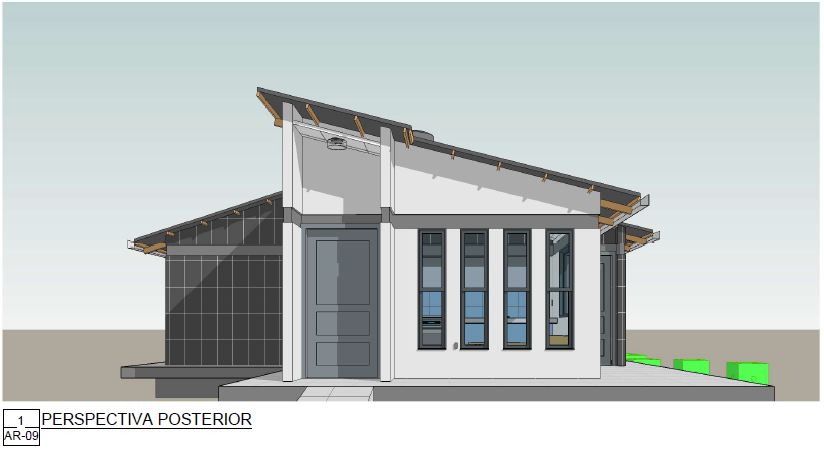 1
AR-09
PERSPECTIVA POSTERIOR